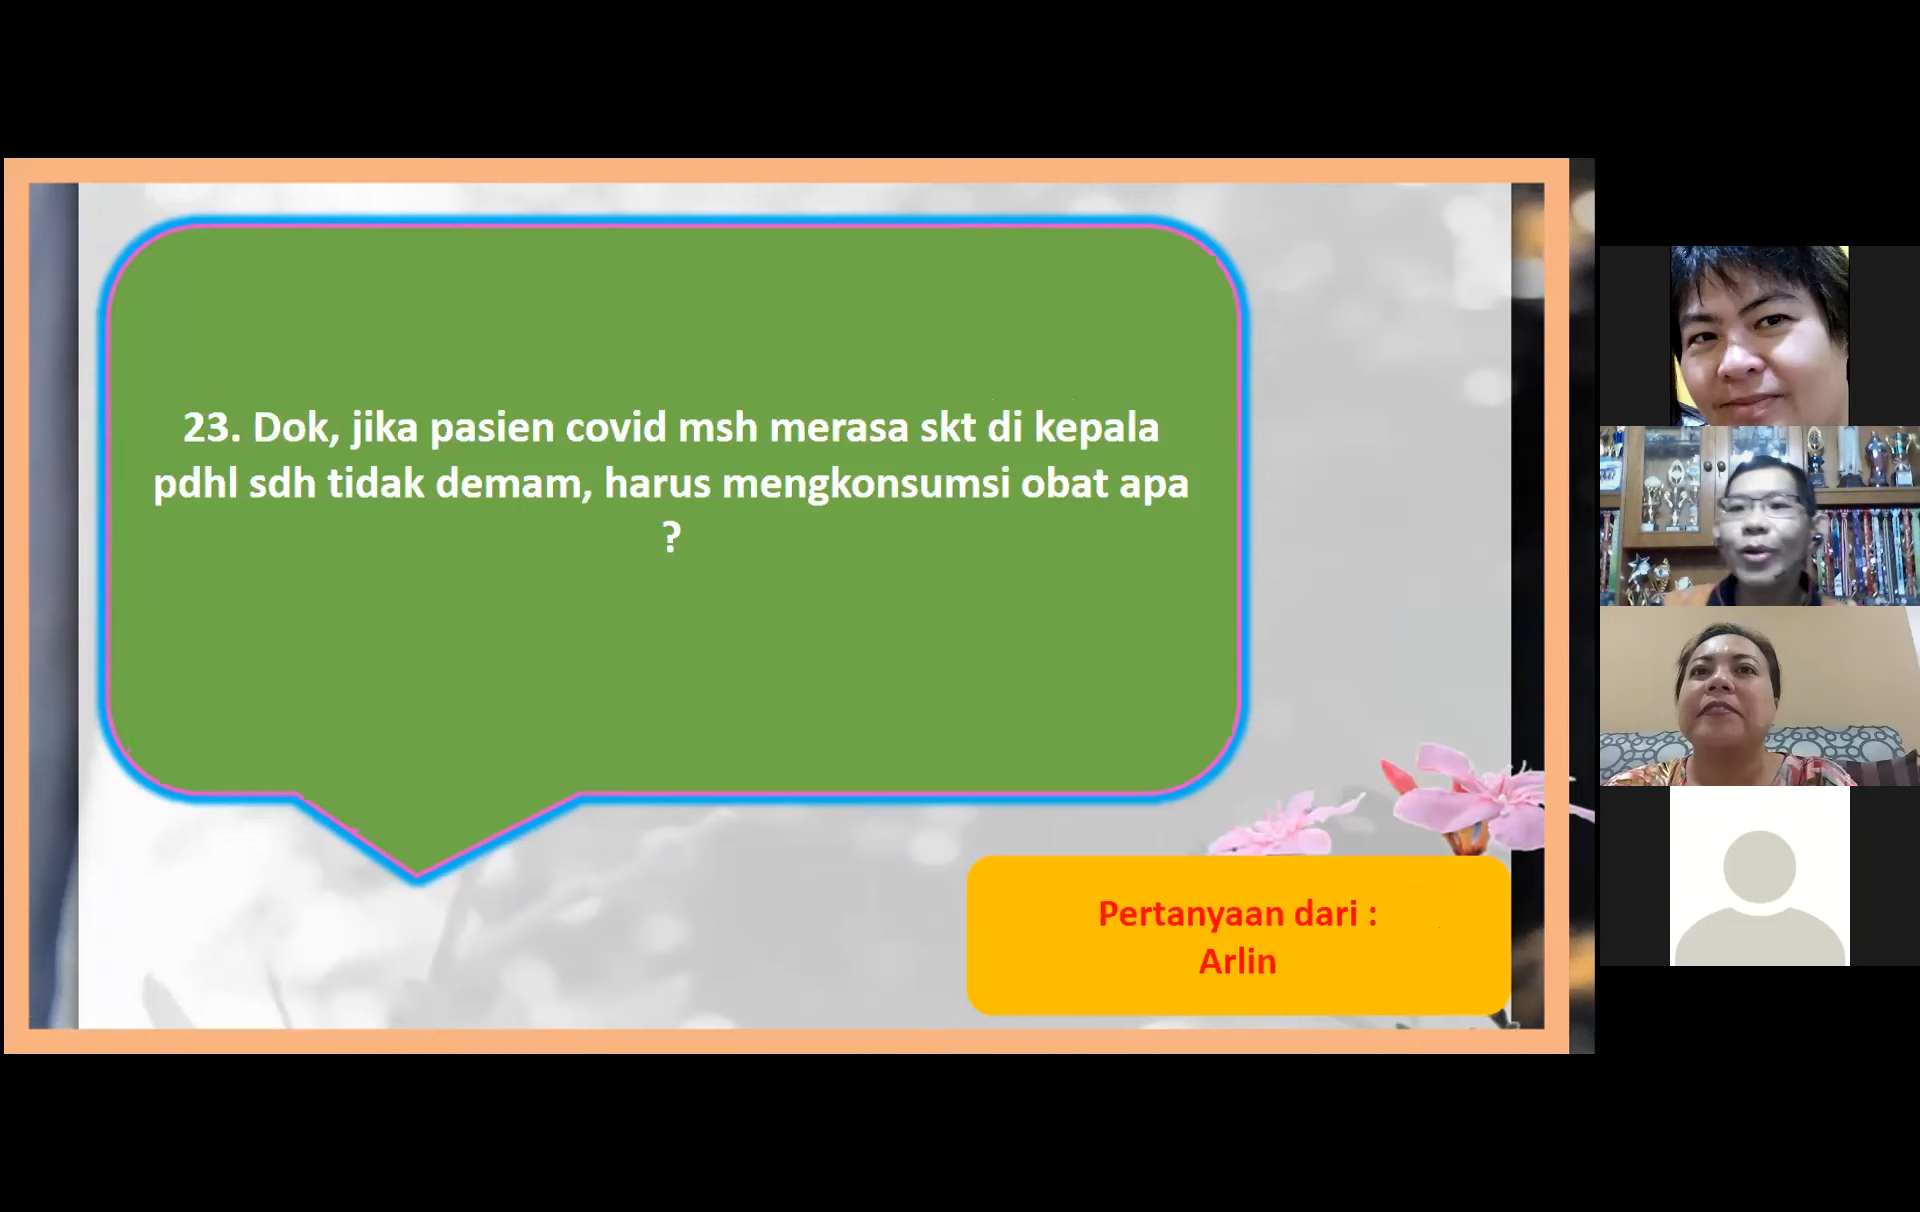 23. Dok, jika pasien covid msh merasa skt di kepala
pdhl sdh tidak demam, harus mengkonsumsi obat apa
?
Pertanyaan dari :
Arlin